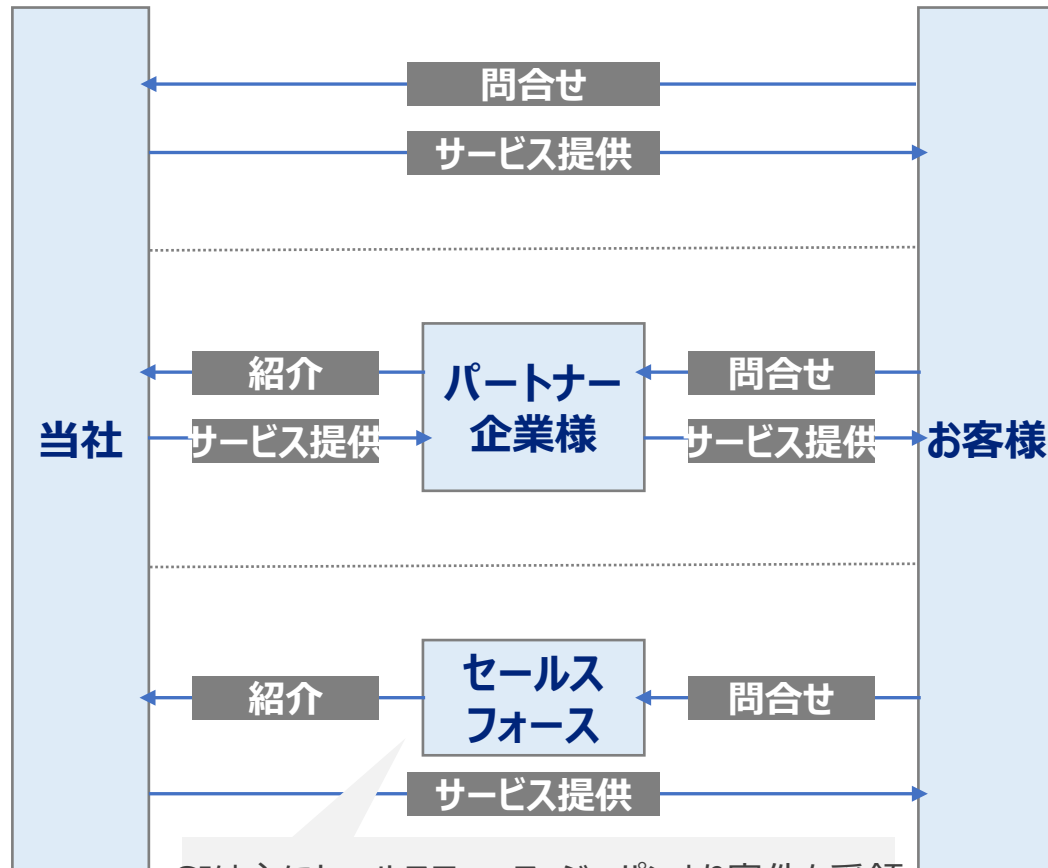 問合せ
サービス提供
紹介
パートナー
企業様
問合せ
当社
サービス提供
サービス提供
お客様
紹介
セールス
フォース
問合せ
サービス提供